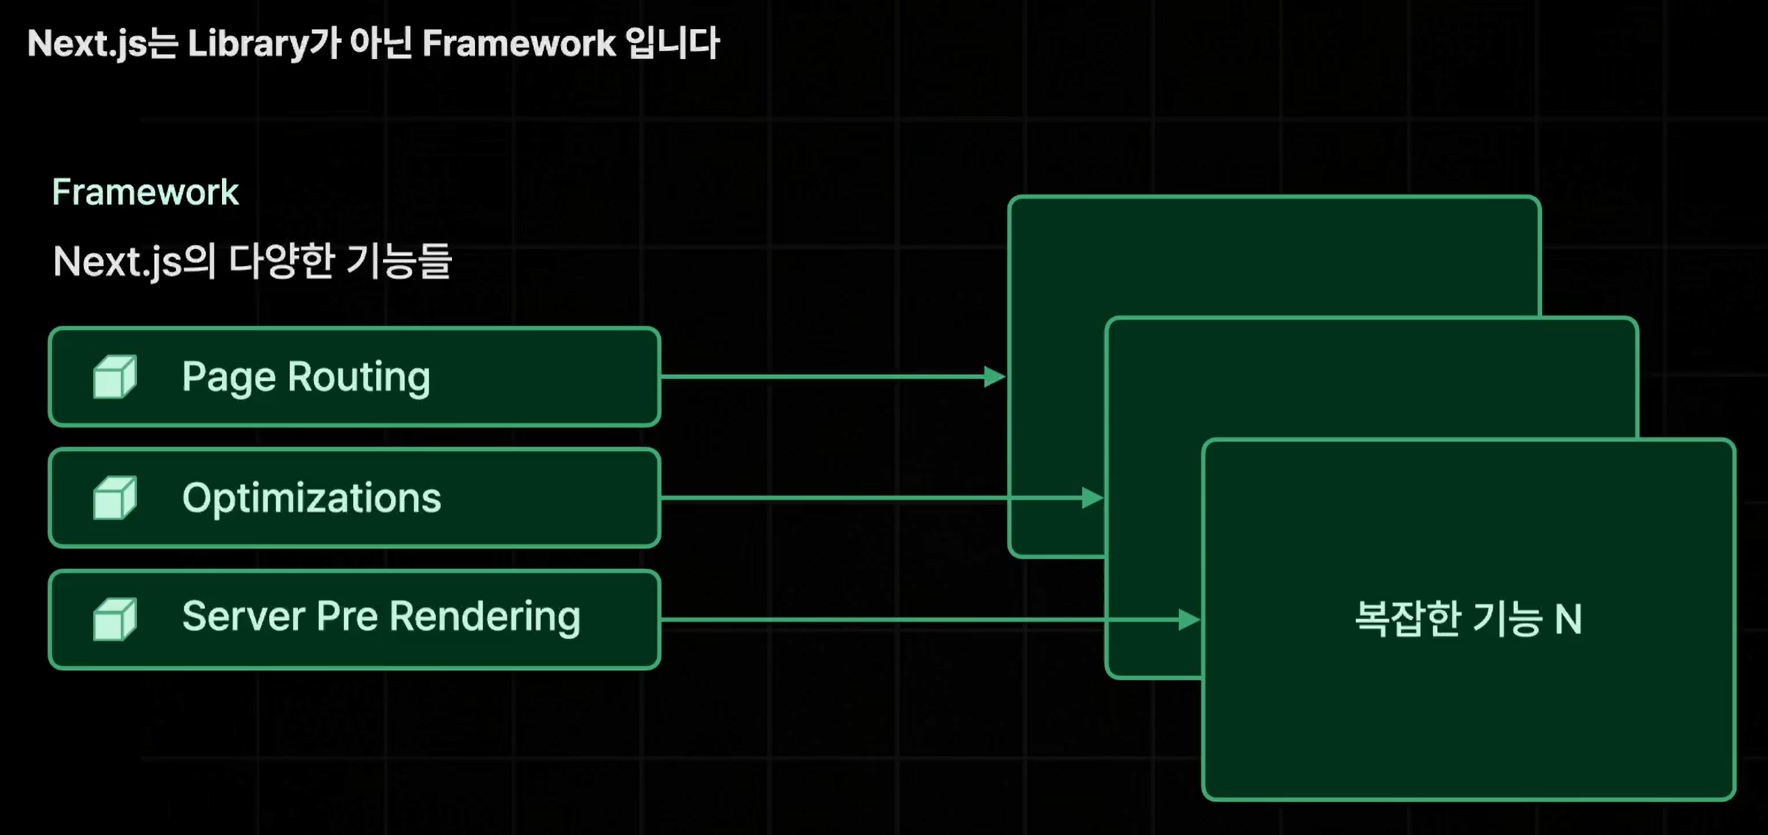 Next.js는 Library가 아닌 Framework 입니다
Framework
Next.js의 다양한 기능들
Page Routing
Optimizations
Server Pre Rendering
복잡한 기능 N